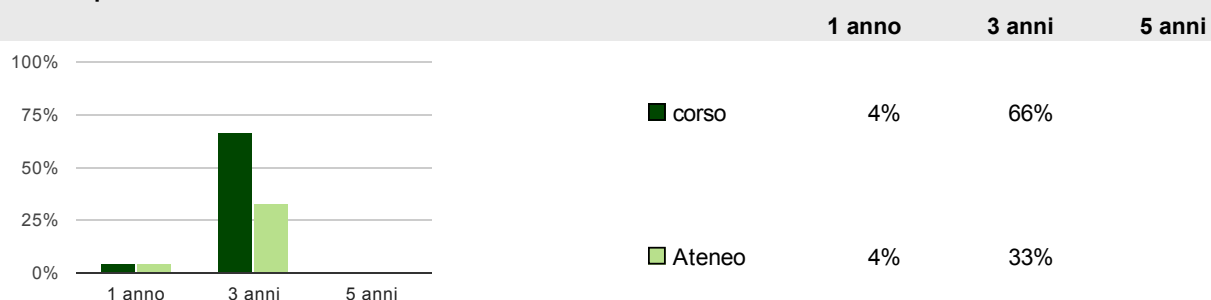 1 anno 3 anni 5 anni
100%
75%
50%
25%
0%
1 anno 3 anni 5 anni
corso 4% 66%
Ateneo 4% 33%